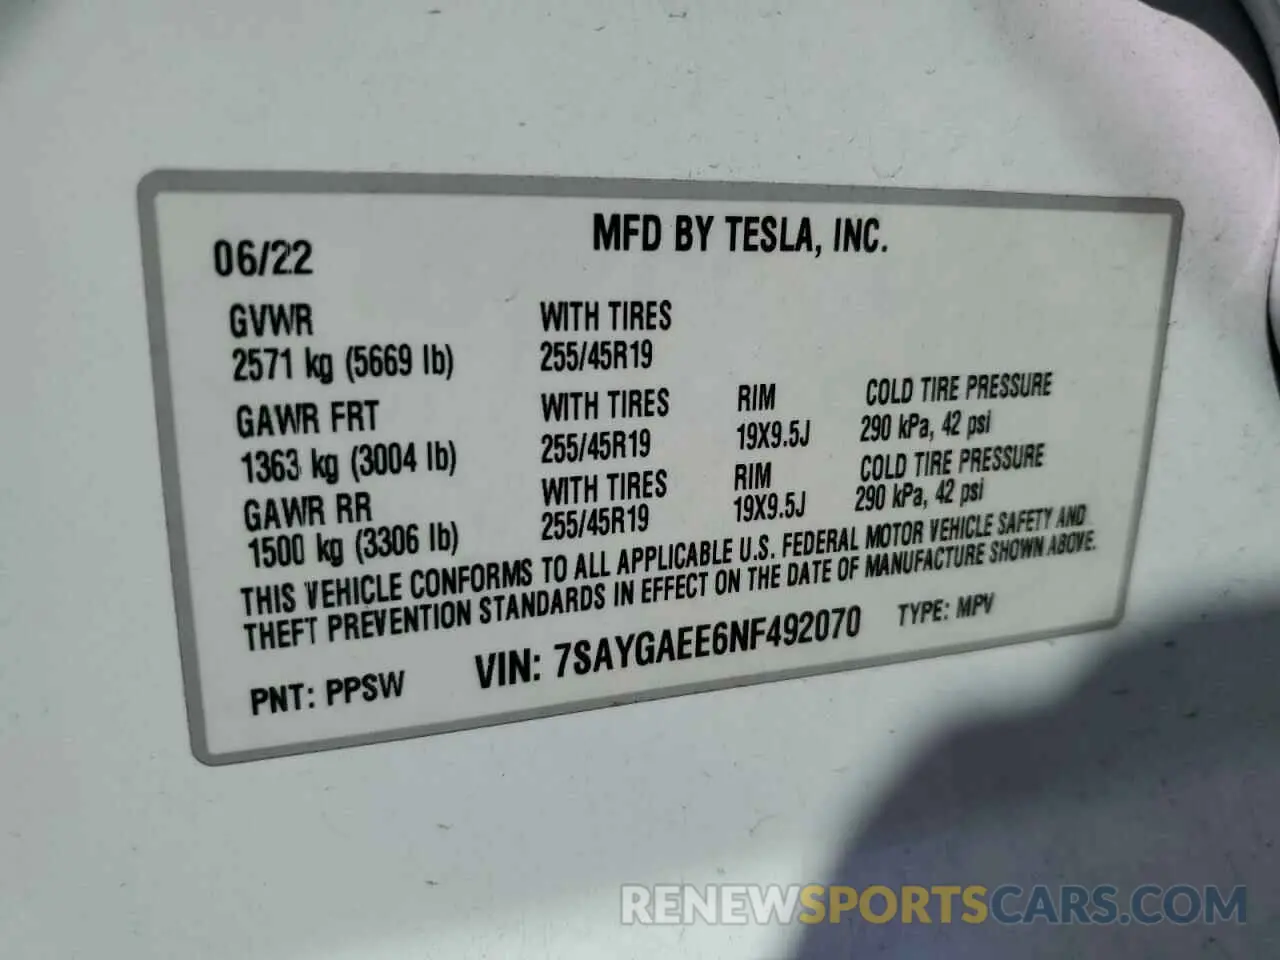 MFD BY TESLA, INC.
06/22
GVWR WITH TIRES
2571 kg (5669 lb) 255/45R19
GAWR FRT WITH TIRES RIM COLD TIRE PRESSURE
1363 kg (3004 lb) 255/45R19 19X9.5J 290 kPa, 42 psi
GAWR RR WITH TIRES RIM COLD TIRE PRESSURE
1500 kg (3306 lb) 255/45R19 19X9.5J 290 kPa, 42 psi
THIS VEHICLE CONFORMS TO ALL APPLICABLE U.S. FEDERAL MOTOR VEHICLE SAFETY AND
THEFT PREVENTION STANDARDS IN EFFECT ON THE DATE OF MANUFACTURE SHOWN ABOVE.
PNT: PPSW VIN: 7SAYGAEE6NF492070 TYPE: MPV
RENEWSPORTSCARS.COM